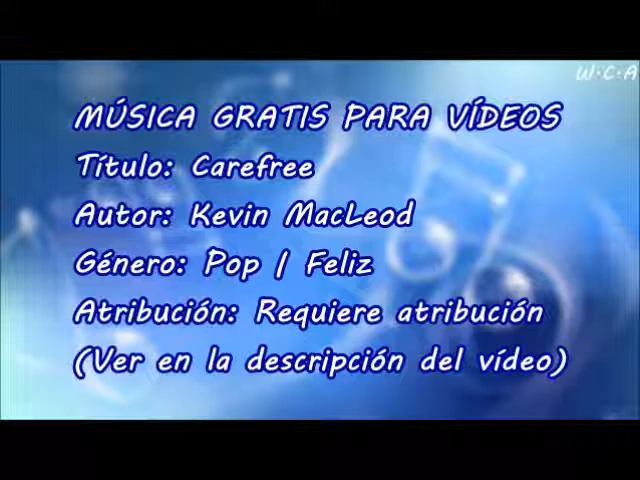 W.C.A
MÚSICA GRATIS PARA VÍDEOS
Título: Carefree
Autor: Kevin MacLeod
Género: Pop / Feliz
Atribución: Requiere atribución
(Ver en la descripción del vídeo)